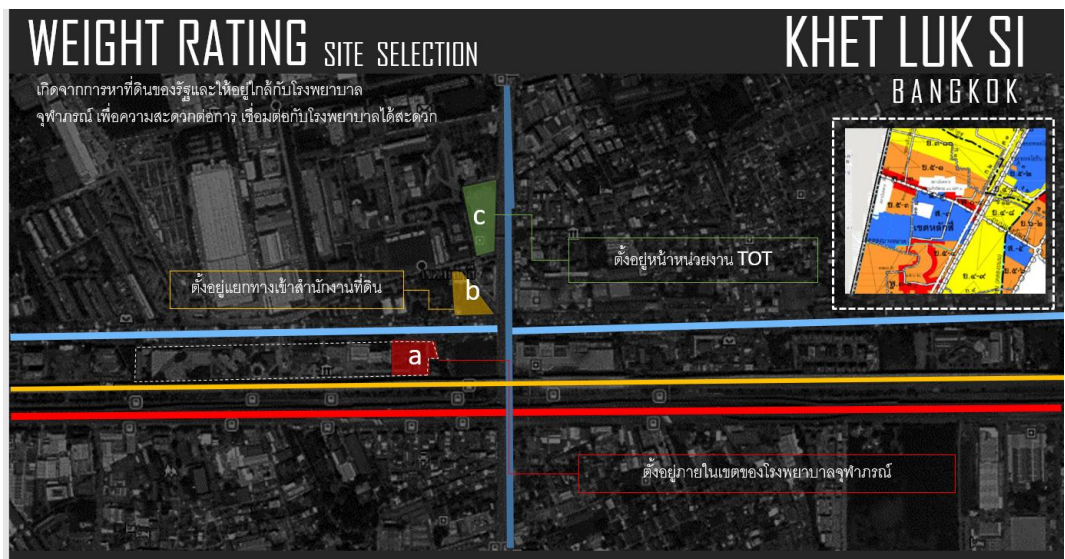 WEIGHT RATING SITE SELECTION
KHET LUK SI
BANGKOK
เกิดจากการหาที่ดินของรัฐและให้อยู่ใกล้กับโรงพยาบาล
จุฬาภรณ์ เพื่อความสะดวกต่อการ เชื่อมต่อกับโรงพยาบาลได้สะดวก
c
ตั้งอยู่หน้าหน่วยงาน TOT
ตั้งอยู่แยกทางเข้าสำนักงานที่ดิน
b
a
ตั้งอยู่ภายในเขตของโรงพยาบาลจุฬาภรณ์
เขตหลักสี่